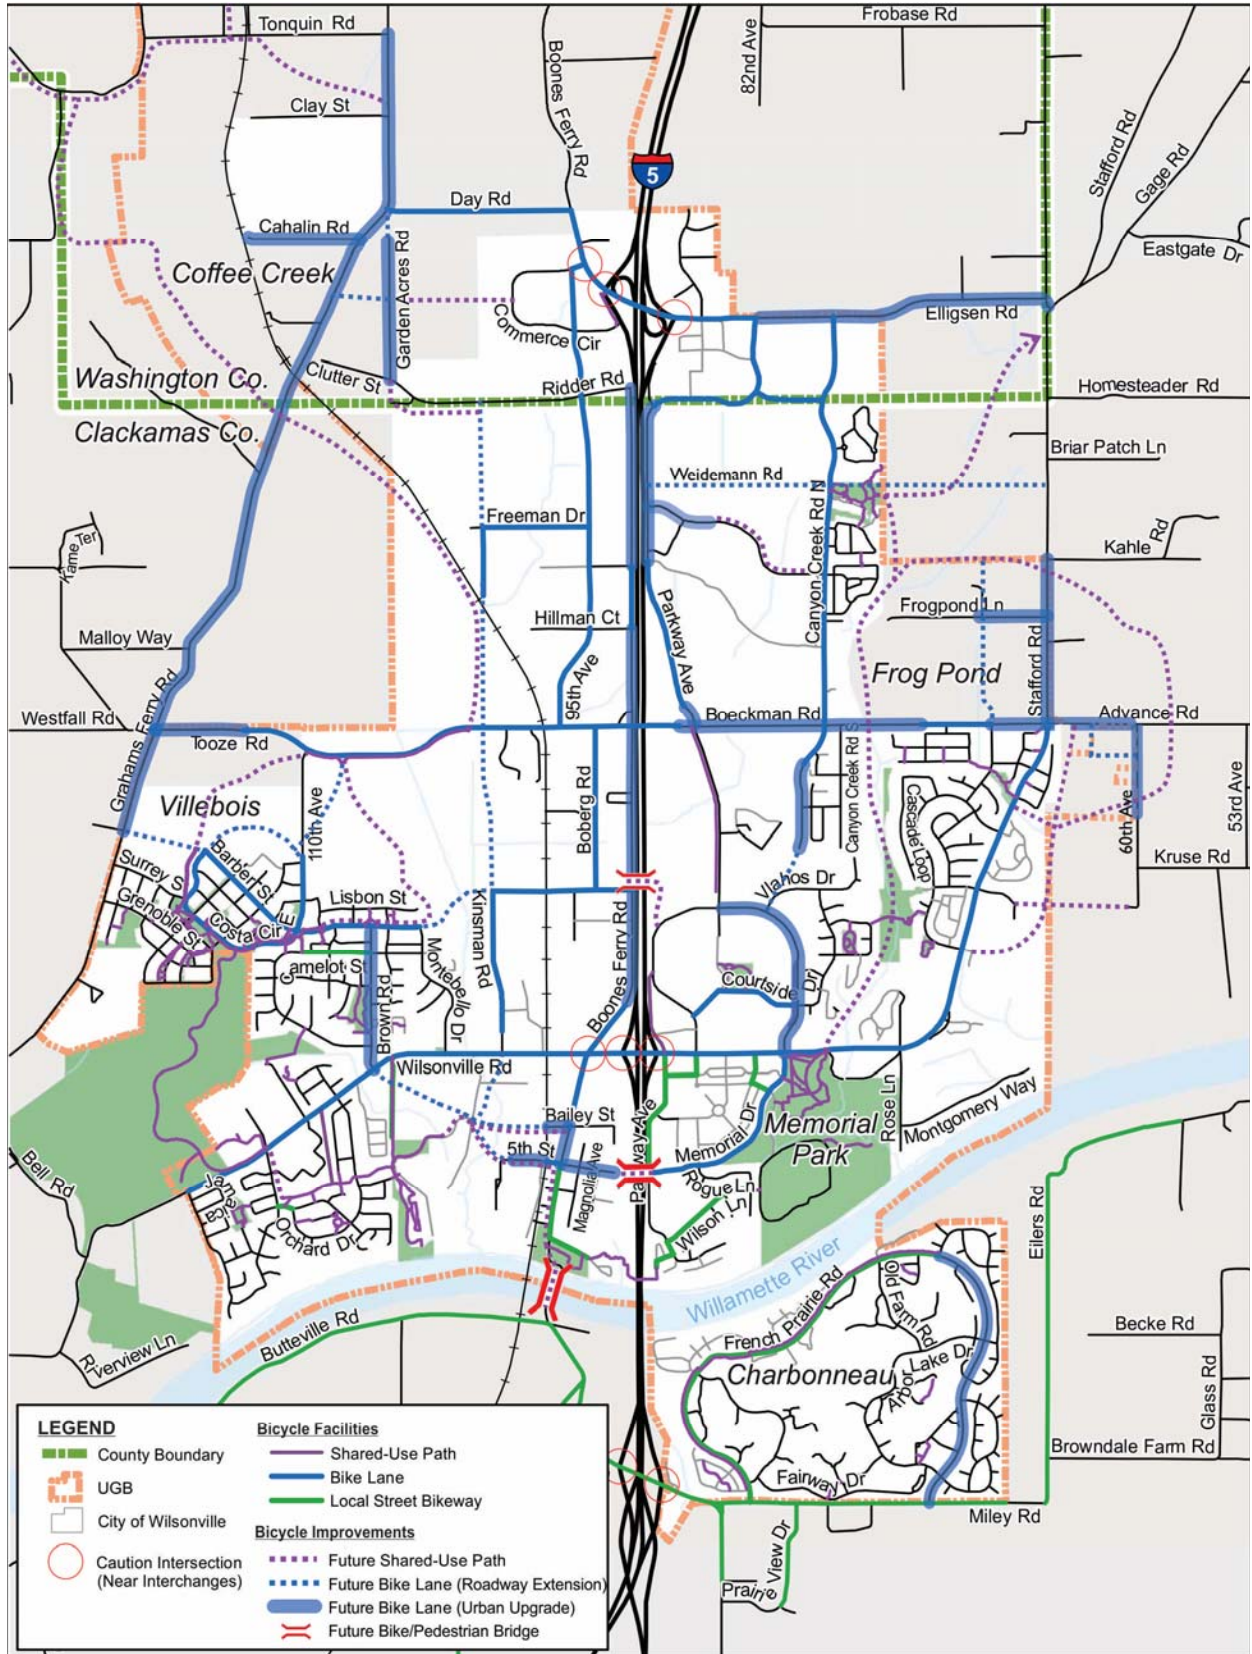 Tonquin Rd
Frobase Rd
Boones Ferry Rd
82nd Ave
Clay St
5
Stafford Rd
Gage Rd
Day Rd
Cahalin Rd
Eastgate Dr
Coffee Creek
Garden Acres Rd
Elligsen Rd
Commerce Cir
Washington Co.
Clutter St
Ridder Rd
Homesteader Rd
Clackamas Co.
Briar Patch Ln
Weidemann Rd
Canyon Creek Rd N
Freeman Dr
Kame Ter
Kahle Rd
Parkway Ave
Frogpond Ln
Hillman Ct
Malloy Way
Frog Pond
Stafford Rd
95th Ave
Grahams Ferry Rd
Westfall Rd
Boeckman Rd
Advance Rd
Tooze Rd
Canyon Creek Rd S
Villebois
110th Ave
Boberg Rd
Cascade Loop
60th Ave
53rd Ave
Surrey S
Barber St
Kruse Rd
Grenoble St
Vlahos Dr
Lisbon St
Costa Cir E
Kinsman Rd
Boones Ferry Rd
Camelot St
Montebello Dr
Courtside Dr
Brown Rd
Wilsonville Rd
Rose Ln
Montgomery Way
Bailey St
Parkway Ave
Memorial Dr
Memorial
Park
5th St
Magnolia Ave
Bell Rd
Jamaica
Rogue Ln
Wilson Ln
Orchard Dr
Eilers Rd
Willamette River
Butteville Rd
French Prairie Rd
Old Farm Rd
Riverview Ln
Becke Rd
Arbor Lake Dr
Charbonneau
Glass Rd
Browndale Farm Rd
Fairway Dr
Miley Rd
Prairie View Dr
LEGEND
County Boundary
UGB
City of Wilsonville
Caution Intersection
(Near Interchanges)
Bicycle Facilities
Shared-Use Path
Bike Lane
Local Street Bikeway
Bicycle Improvements
Future Shared-Use Path
Future Bike Lane (Roadway Extension)
Future Bike Lane (Urban Upgrade)
Future Bike/Pedestrian Bridge